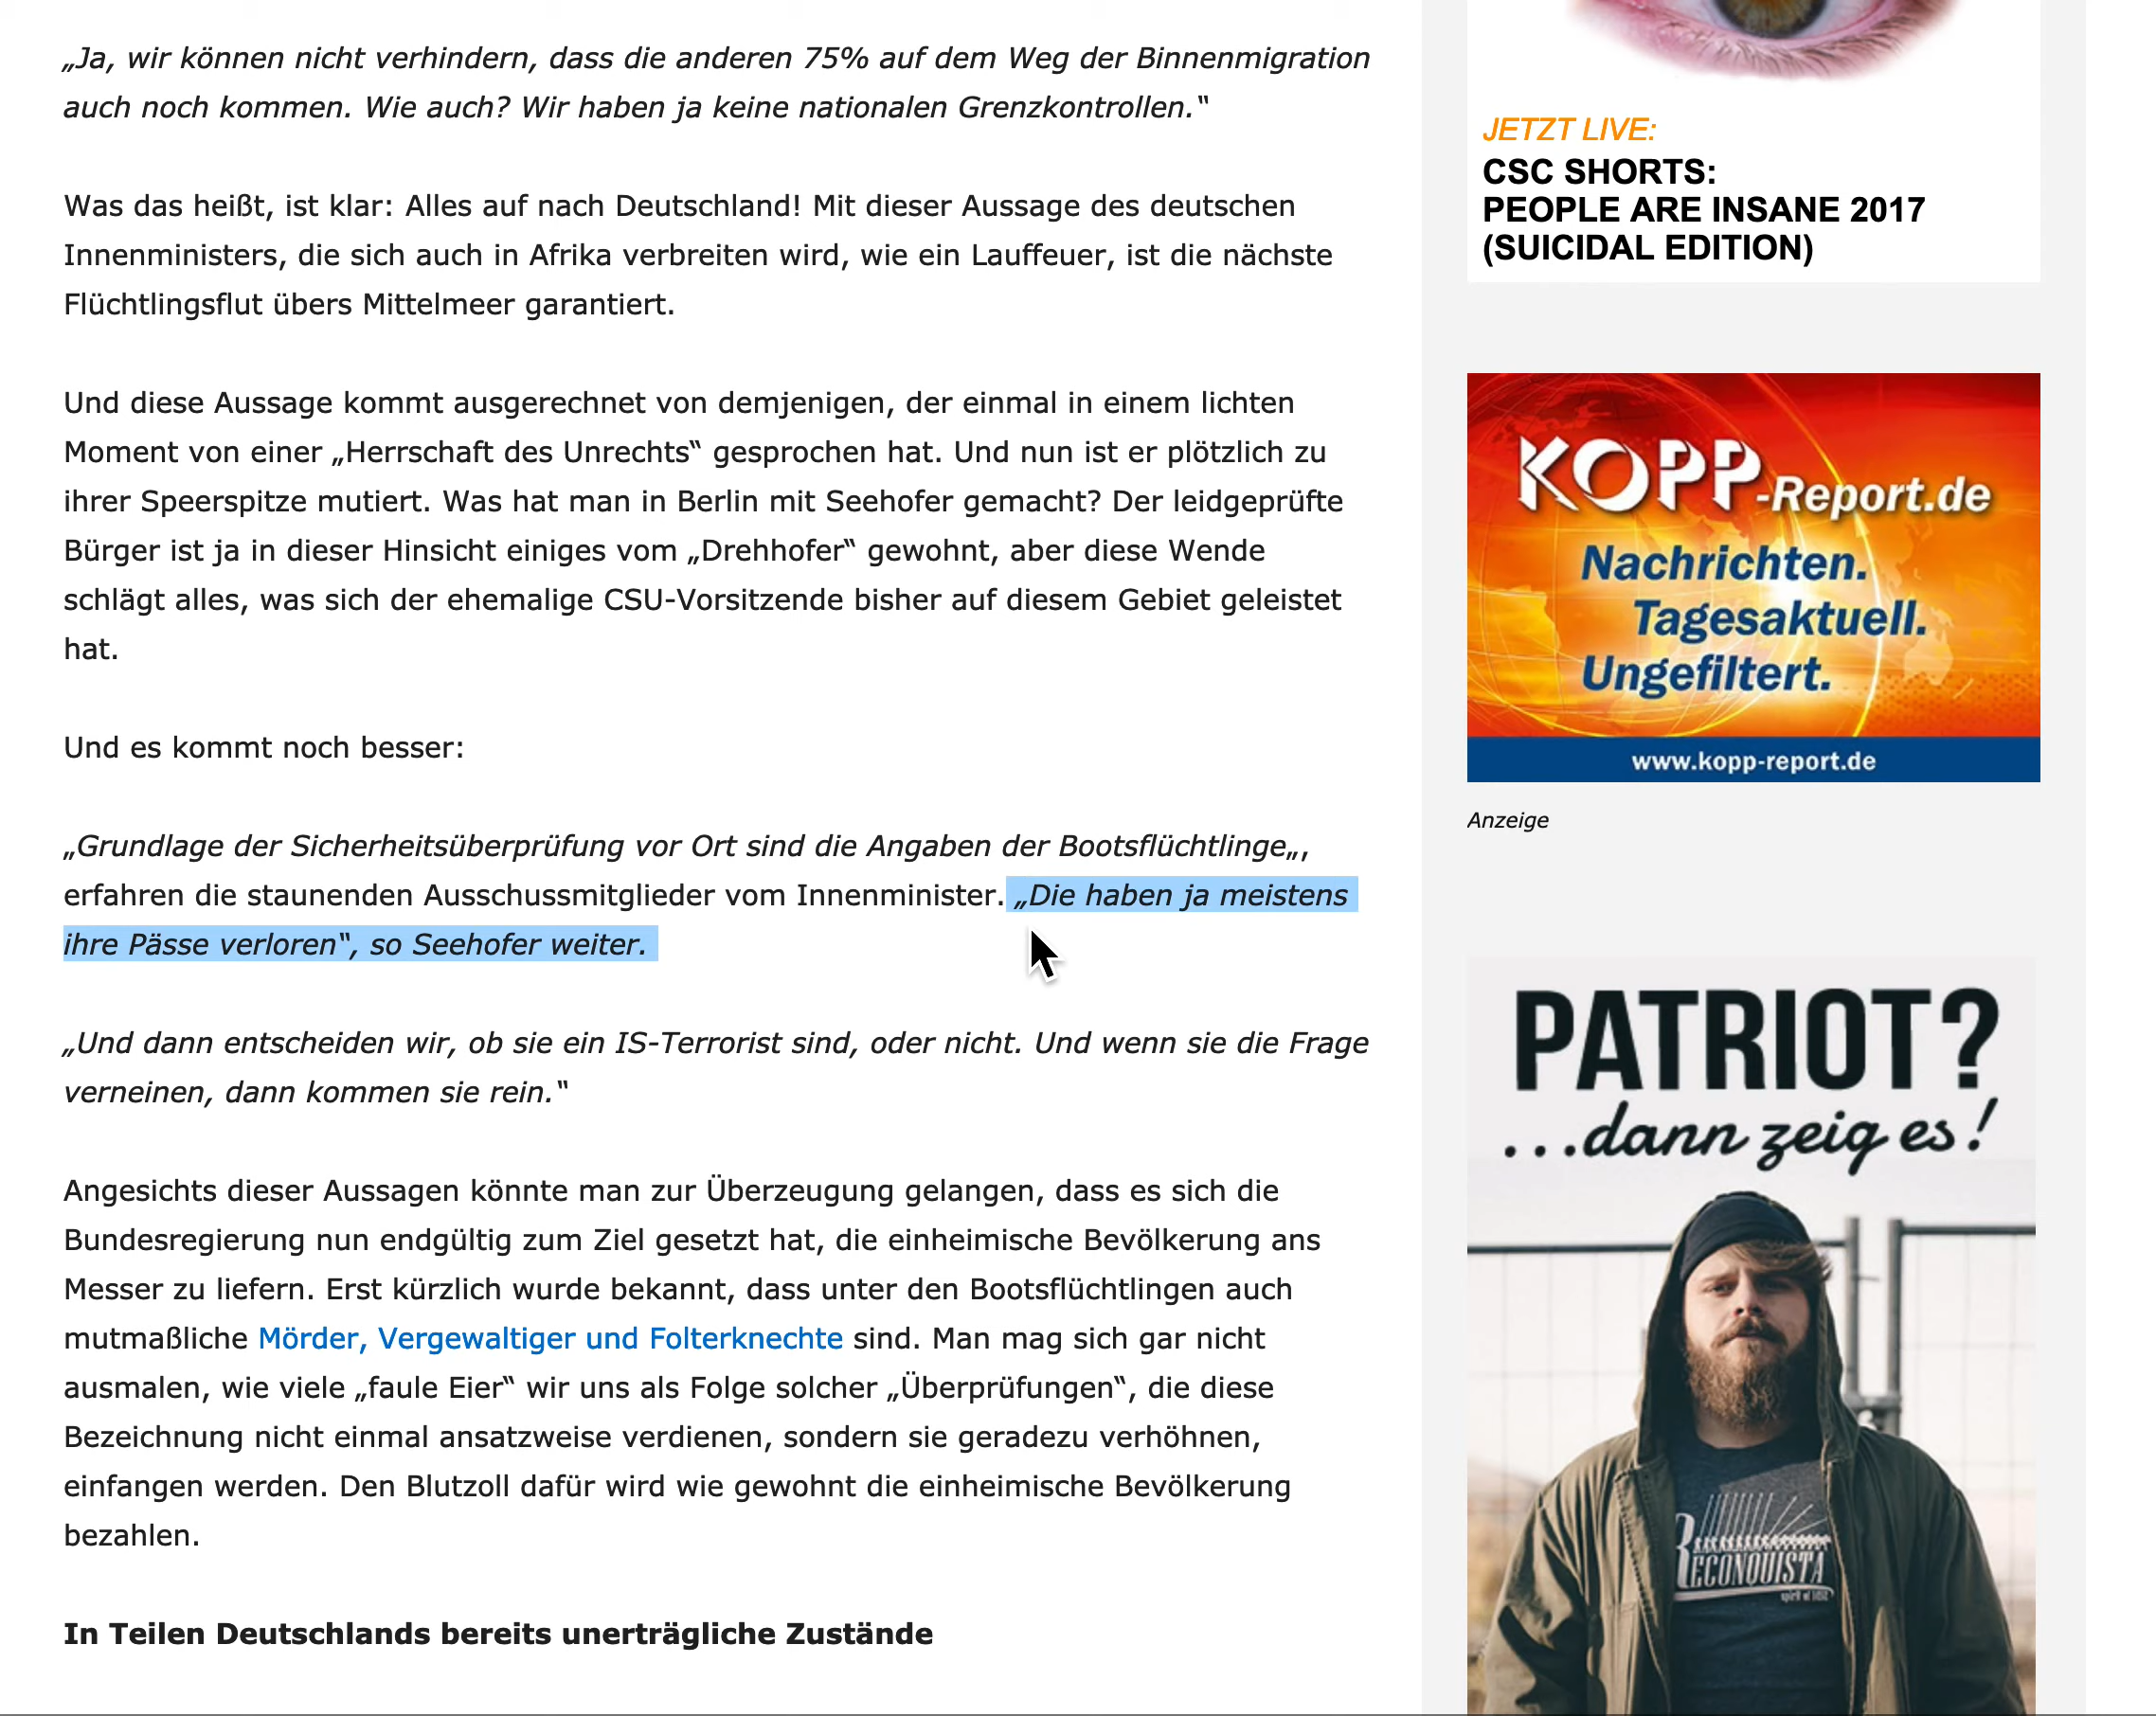 „Ja, wir können nicht verhindern, dass die anderen 75% auf dem Weg der Binnenmigration
auch noch kommen. Wie auch? Wir haben ja keine nationalen Grenzkontrollen.“
Was das heißt, ist klar: Alles auf nach Deutschland! Mit dieser Aussage des deutschen
Innenministers, die sich auch in Afrika verbreiten wird, wie ein Lauffeuer, ist die nächste
Flüchtlingsflut übers Mittelmeer garantiert.
Und diese Aussage kommt ausgerechnet von demjenigen, der einmal in einem lichten
Moment von einer „Herrschaft des Unrechts“ gesprochen hat. Und nun ist er plötzlich zu
ihrer Speerspitze mutiert. Was hat man in Berlin mit Seehofer gemacht? Der leidgeprüfte
Bürger ist ja in dieser Hinsicht einiges vom „Drehhofer“ gewohnt, aber diese Wende
schlägt alles, was sich der ehemalige CSU-Vorsitzende bisher auf diesem Gebiet geleistet
hat.
Und es kommt noch besser:
„Grundlage der Sicherheitsüberprüfung vor Ort sind die Angaben der Bootsflüchtlinge„,
erfahren die staunenden Ausschussmitglieder vom Innenminister. „Die haben ja meistens
ihre Pässe verloren“, so Seehofer weiter.
„Und dann entscheiden wir, ob sie ein IS-Terrorist sind, oder nicht. Und wenn sie die Frage
verneinen, dann kommen sie rein.“
Angesichts dieser Aussagen könnte man zur Überzeugung gelangen, dass es sich die
Bundesregierung nun endgültig zum Ziel gesetzt hat, die einheimische Bevölkerung ans
Messer zu liefern. Erst kürzlich wurde bekannt, dass unter den Bootsflüchtlingen auch
mutmaßliche Mörder, Vergewaltiger und Folterknechte sind. Man mag sich gar nicht
ausmalen, wie viele „faule Eier“ wir uns als Folge solcher „Überprüfungen“, die diese
Bezeichnung nicht einmal ansatzweise verdienen, sondern sie geradezu verhöhnen,
einfangen werden. Den Blutzoll dafür wird wie gewohnt die einheimische Bevölkerung
bezahlen.
In Teilen Deutschlands bereits unerträgliche Zustände
JETZT LIVE:
CSC SHORTS:
PEOPLE ARE INSANE 2017
(SUICIDAL EDITION)
KOPP-Report.de
Nachrichten.
Tagesaktuell.
Ungefiltert.
www.kopp-report.de
Anzeige
PATRIOT?
...dann zeig es!
RECONQUISTA
spirit of 1492